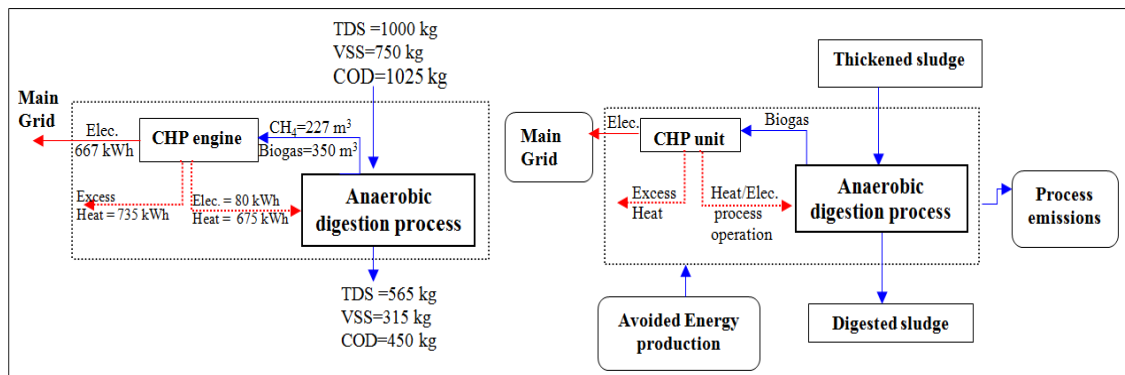 TDS =1000 kg
VSS=750 kg
COD=1025 kg
Main
Grid
Elec.
667 kWh
CHP engine
CH₄=227 m³
Biogas=350 m³
Excess
Heat = 735 kWh
Elec. = 80 kWh
Heat = 675 kWh
Anaerobic
digestion process
TDS =565 kg
VSS=315 kg
COD=450 kg
Thickened sludge
Main
Grid
Elec.
CHP unit
Biogas
Excess
Heat
Heat/Elec.
process
operation
Anaerobic
digestion process
Process
emissions
Avoided Energy
production
Digested sludge